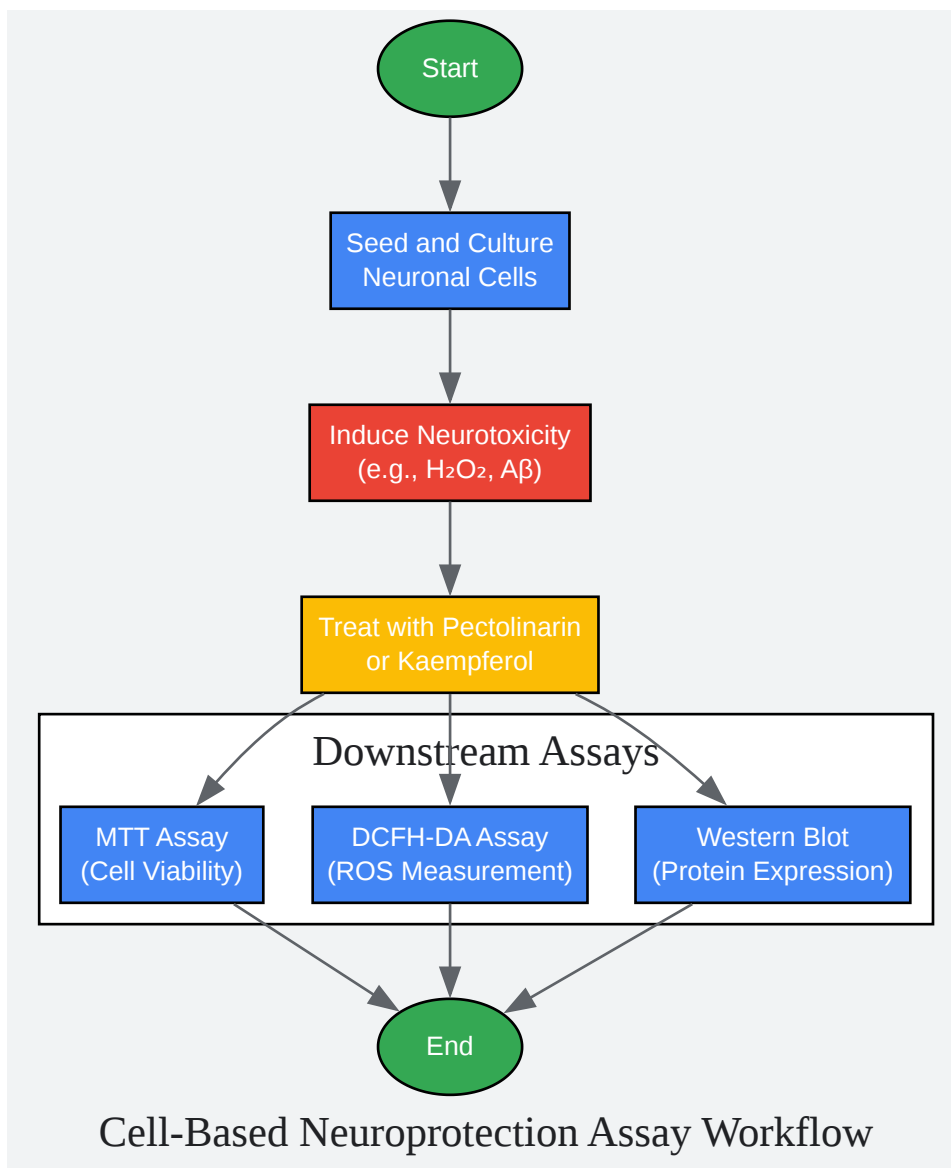 Start
Seed and Culture
Neuronal Cells
Induce Neurotoxicity
(e.g., H₂O₂, Aβ)
Treat with Pectolinarin
or Kaempferol
Downstream Assays
MTT Assay
(Cell Viability)
DCFH-DA Assay
(ROS Measurement)
Western Blot
(Protein Expression)
End
Cell-Based Neuroprotection Assay Workflow